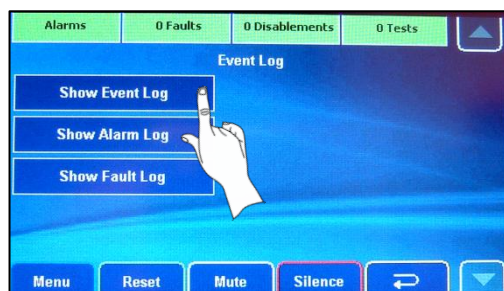 Alarms 0 Faults 0 Disablements 0 Tests
Event Log
Show Event Log
Show Alarm Log
Show Fault Log
Menu Reset Mute Silence